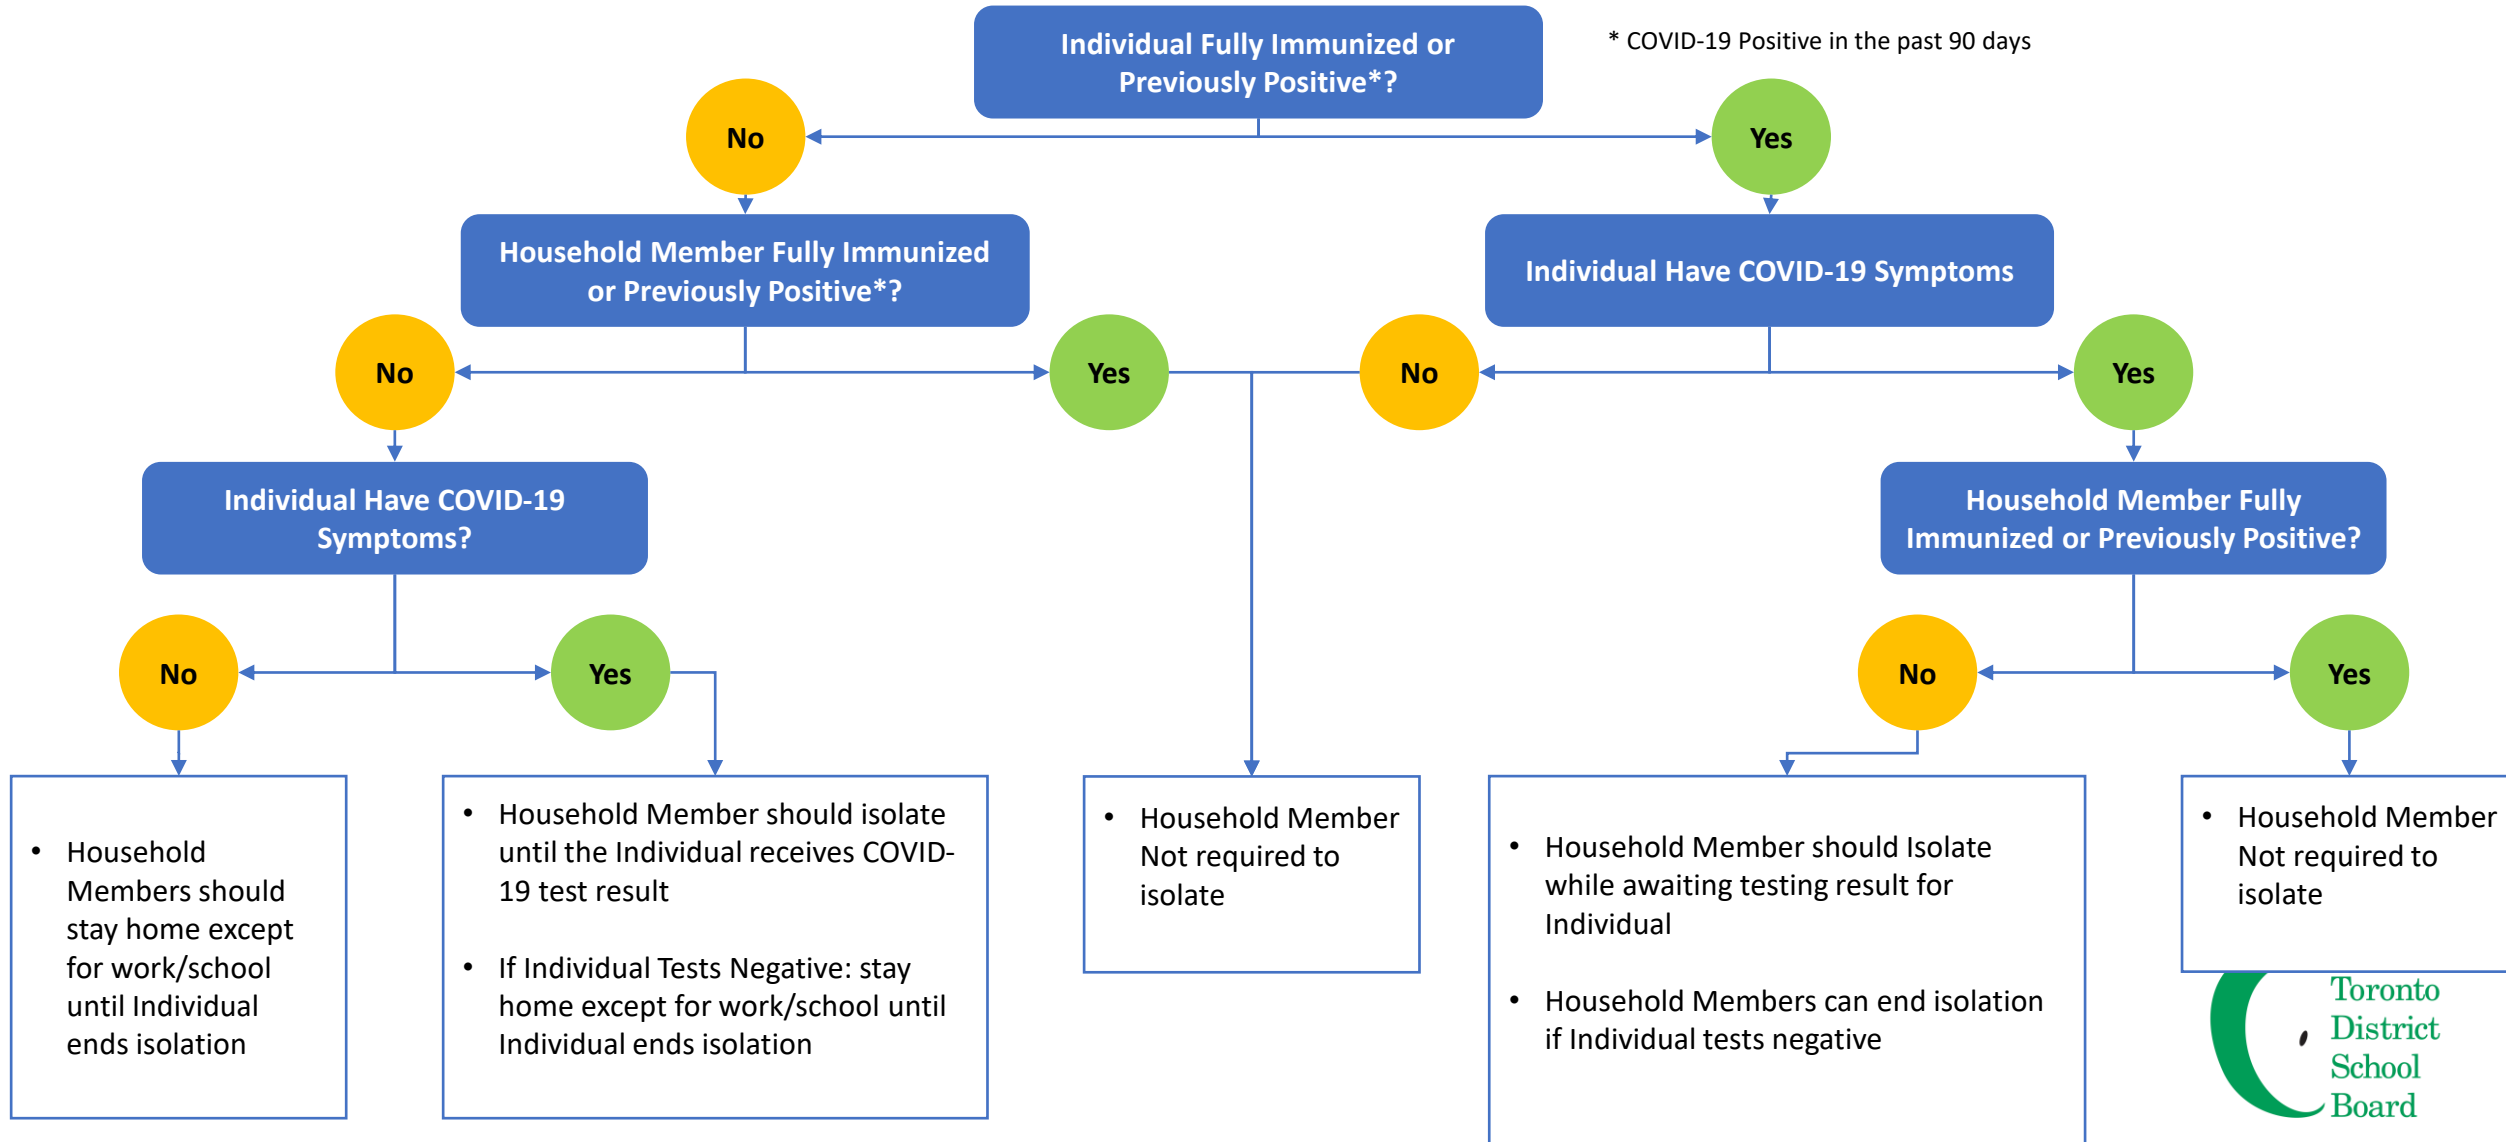 Individual Fully Immunized or
Previously Positive*?
* COVID-19 Positive in the past 90 days
No
Yes
Household Member Fully Immunized
or Previously Positive*?
Individual Have COVID-19 Symptoms
No
Yes
No
Yes
Individual Have COVID-19
Symptoms?
Household Member Fully
Immunized or Previously Positive?
No
Yes
No
Yes
• Household
Members should
stay home except
for work/school
until Individual
ends isolation
• Household Member should isolate
until the Individual receives COVID-
19 test result
• If Individual Tests Negative: stay
home except for work/school until
Individual ends isolation
• Household Member
Not required to
isolate
• Household Member should Isolate
while awaiting testing result for
Individual
• Household Members can end isolation
if Individual tests negative
• Household Member
Not required to
isolate
Toronto
District
School
Board